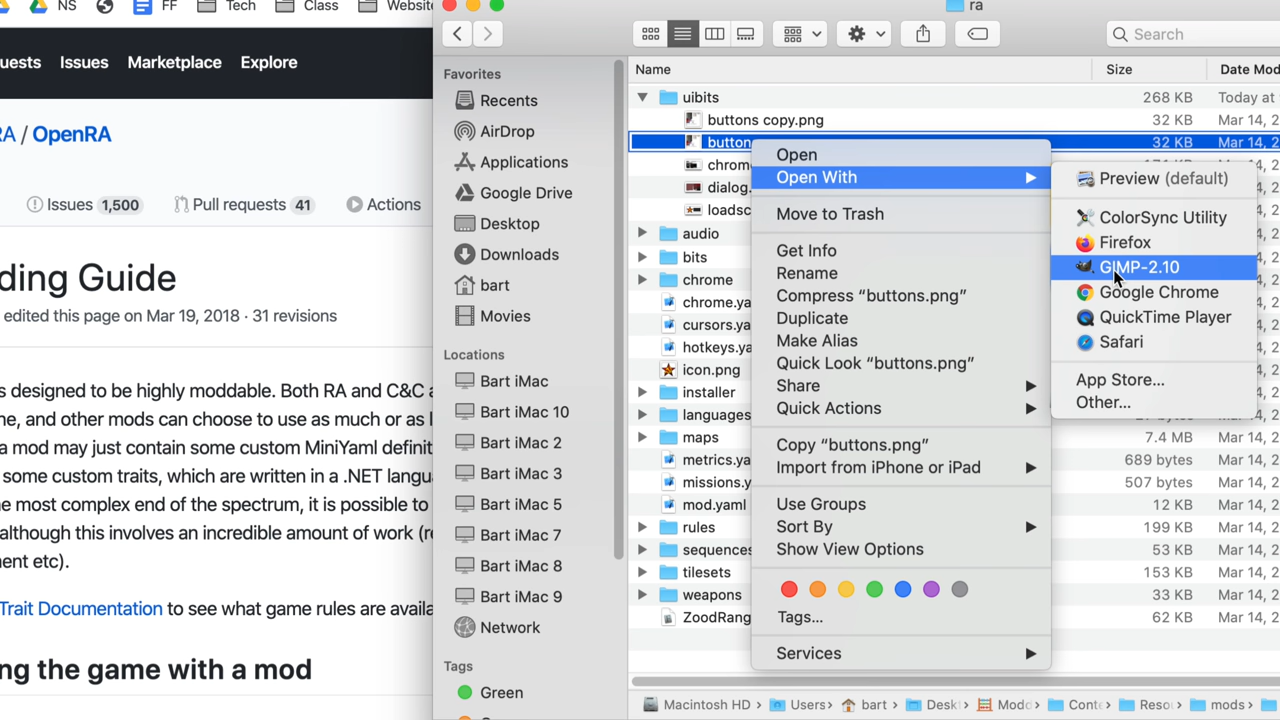 NS
FF
Tech
Class
Website
uests Issues Marketplace Explore
RA / OpenRA
Issues 1,500 Pull requests 41 Actions
ding Guide
edited this page on Mar 19, 2018 · 31 revisions
s designed to be highly moddable. Both RA and C&C a
ne, and other mods can choose to use as much or as l
a mod may just contain some custom MiniYaml definit
some custom traits, which are written in a .NET langu
e most complex end of the spectrum, it is possible to
although this involves an incredible amount of work (re
ent etc).
Trait Documentation to see what game rules are availa
ng the game with a mod
ra
Search
Favorites
Recents
AirDrop
Applications
Google Drive
Desktop
Downloads
bart
Movies
Locations
Bart iMac
Bart iMac 10
Bart iMac 2
Bart iMac 3
Bart iMac 5
Bart iMac 7
Bart iMac 8
Bart iMac 9
Network
Tags
Green
Name Size Date Mod
uibits 268 KB Today at
buttons copy.png 32 KB Mar 14, 2
button 32 KB Mar 14, 2
chrom
dialog.
loadsc
audio
bits
chrome
chrome.ya
cursors.ya
hotkeys.ya
icon.png
installer
languages
maps 7.4 MB Mar 14, 2
metrics.ya 689 bytes Mar 14, 2
missions.y 507 bytes Mar 14, 2
mod.yaml 12 KB Mar 14, 2
rules 199 KB Mar 14, 2
sequences 53 KB Mar 14, 2
tilesets 153 KB Mar 14, 2
weapons 33 KB Mar 14, 2
ZoodRang 62 KB Mar 14, 2
Open
Open With
Move to Trash
Get Info
Rename
Compress “buttons.png”
Duplicate
Make Alias
Quick Look “buttons.png”
Share
Quick Actions
Copy “buttons.png”
Import from iPhone or iPad
Use Groups
Sort By
Show View Options
Tags...
Services
Preview (default)
ColorSync Utility
Firefox
GIMP-2.10
Google Chrome
QuickTime Player
Safari
App Store...
Other...
Macintosh HD › Users › bart › Desk › Modd › Conte › Resou › mods ›